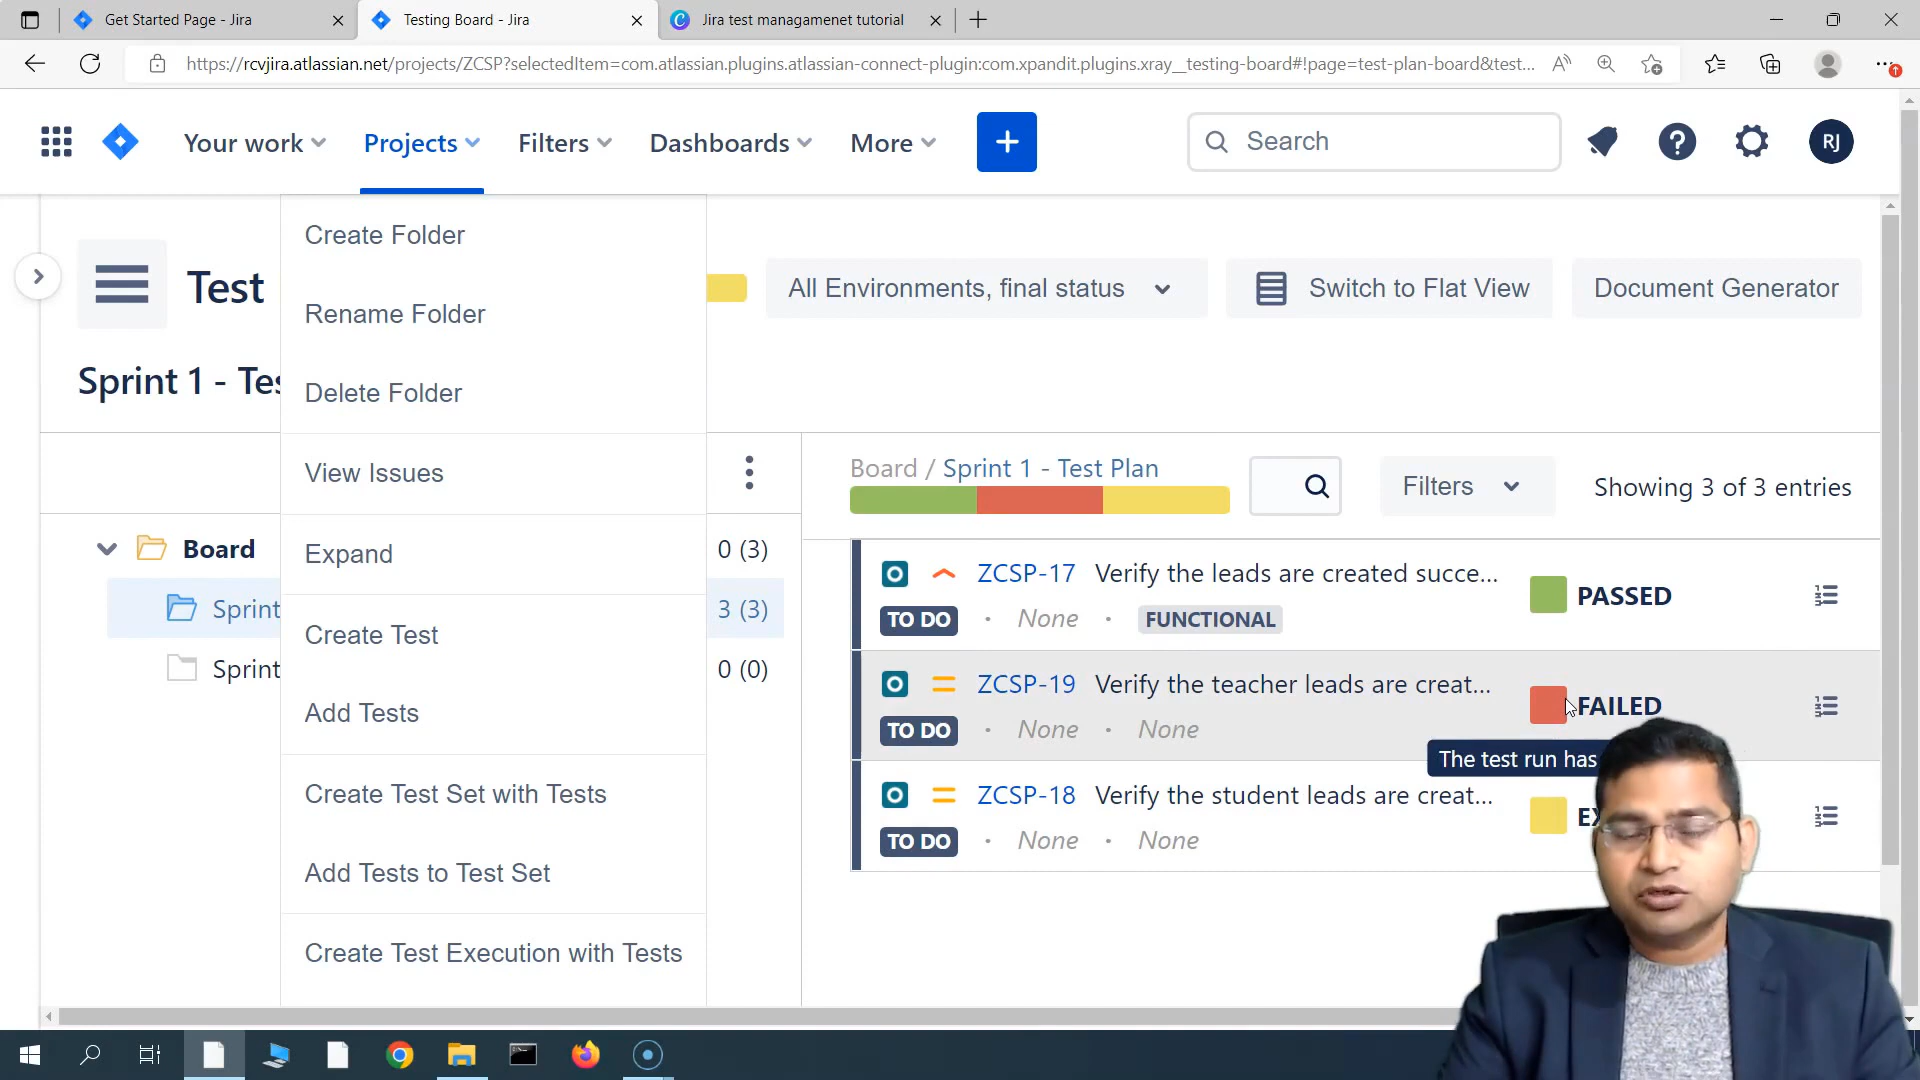 Get Started Page - Jira
Testing Board - Jira
Jira test managamenet tutorial
https://rcvjira.atlassian.net/projects/ZCSP?selectedItem=com.atlassian.plugins.atlassian-connect-plugin:com.xpandit.plugins.xray__testing-board#!page=test-plan-board&test...
Your work
Projects
Filters
Dashboards
More
Search
RJ
Test
All Environments, final status
Switch to Flat View
Document Generator
Sprint 1 - Tes
Create Folder
Rename Folder
Delete Folder
View Issues
Expand
Create Test
Add Tests
Create Test Set with Tests
Add Tests to Test Set
Create Test Execution with Tests
Board 0 (3)
Sprint 3 (3)
Sprint 0 (0)
Board / Sprint 1 - Test Plan
Filters
Showing 3 of 3 entries
ZCSP-17 Verify the leads are created succe... PASSED
TO DO · None · FUNCTIONAL
ZCSP-19 Verify the teacher leads are creat... FAILED
TO DO · None · None
The test run has
ZCSP-18 Verify the student leads are creat...
TO DO · None · None